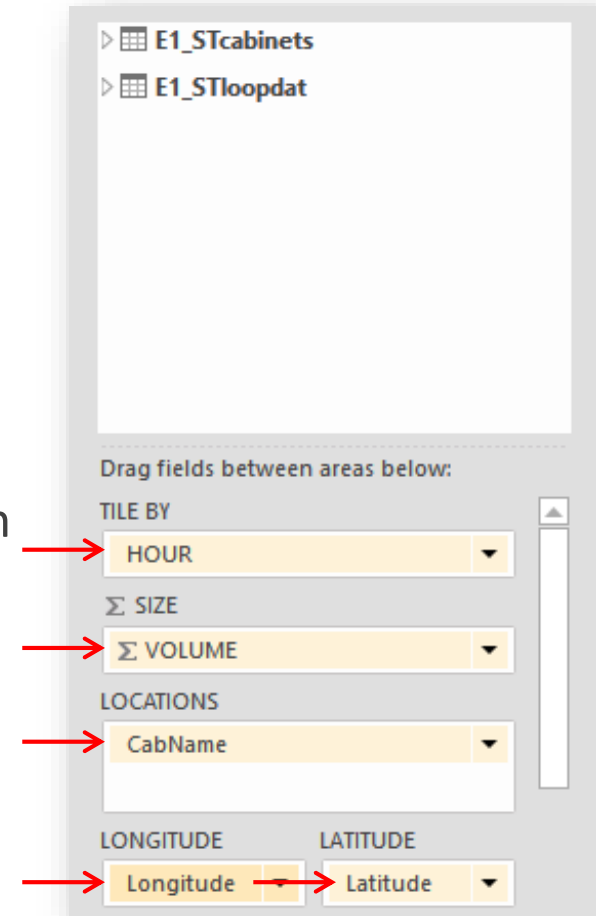 E1_STcabinets
E1_STloopdat
Drag fields between areas below:
TILE BY
HOUR
Σ SIZE
Σ VOLUME
LOCATIONS
CabName
LONGITUDE LATITUDE
Longitude Latitude